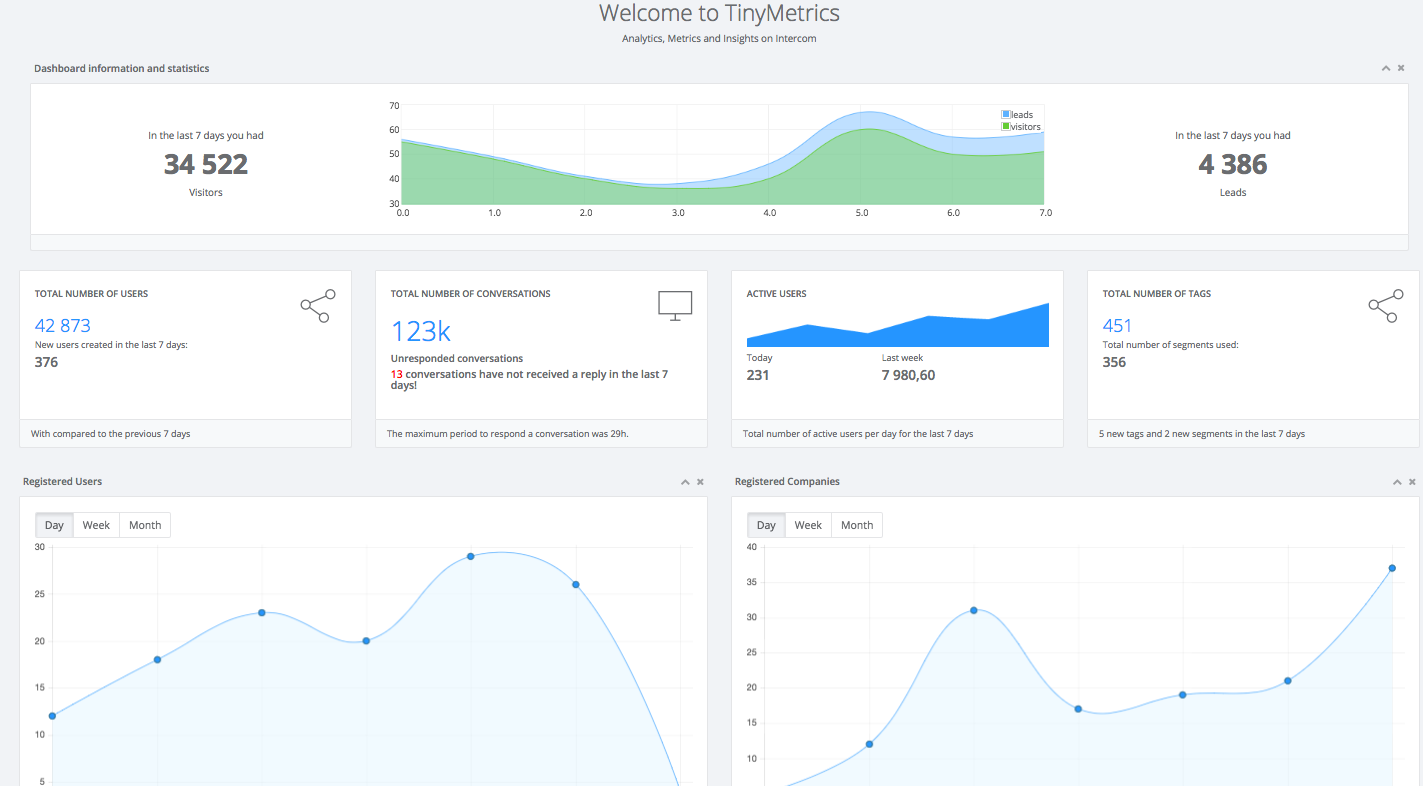 Welcome to TinyMetrics
Analytics, Metrics and Insights on Intercom
Dashboard information and statistics
In the last 7 days you had
34 522
Visitors
70
60
50
40
30
0.0
1.0
2.0
3.0
4.0
5.0
6.0
7.0
leads
visitors
In the last 7 days you had
4 386
Leads
TOTAL NUMBER OF USERS
42 873
New users created in the last 7 days:
376
With compared to the previous 7 days
TOTAL NUMBER OF CONVERSATIONS
123k
Unresponded conversations
13 conversations have not received a reply in the last 7
days!
The maximum period to respond a conversation was 29h.
ACTIVE USERS
Today
231
Last week
7 980,60
Total number of active users per day for the last 7 days
TOTAL NUMBER OF TAGS
451
Total number of segments used:
356
5 new tags and 2 new segments in the last 7 days
Registered Users
Day
Week
Month
30
25
20
15
10
5
Registered Companies
Day
Week
Month
40
35
30
25
20
15
10